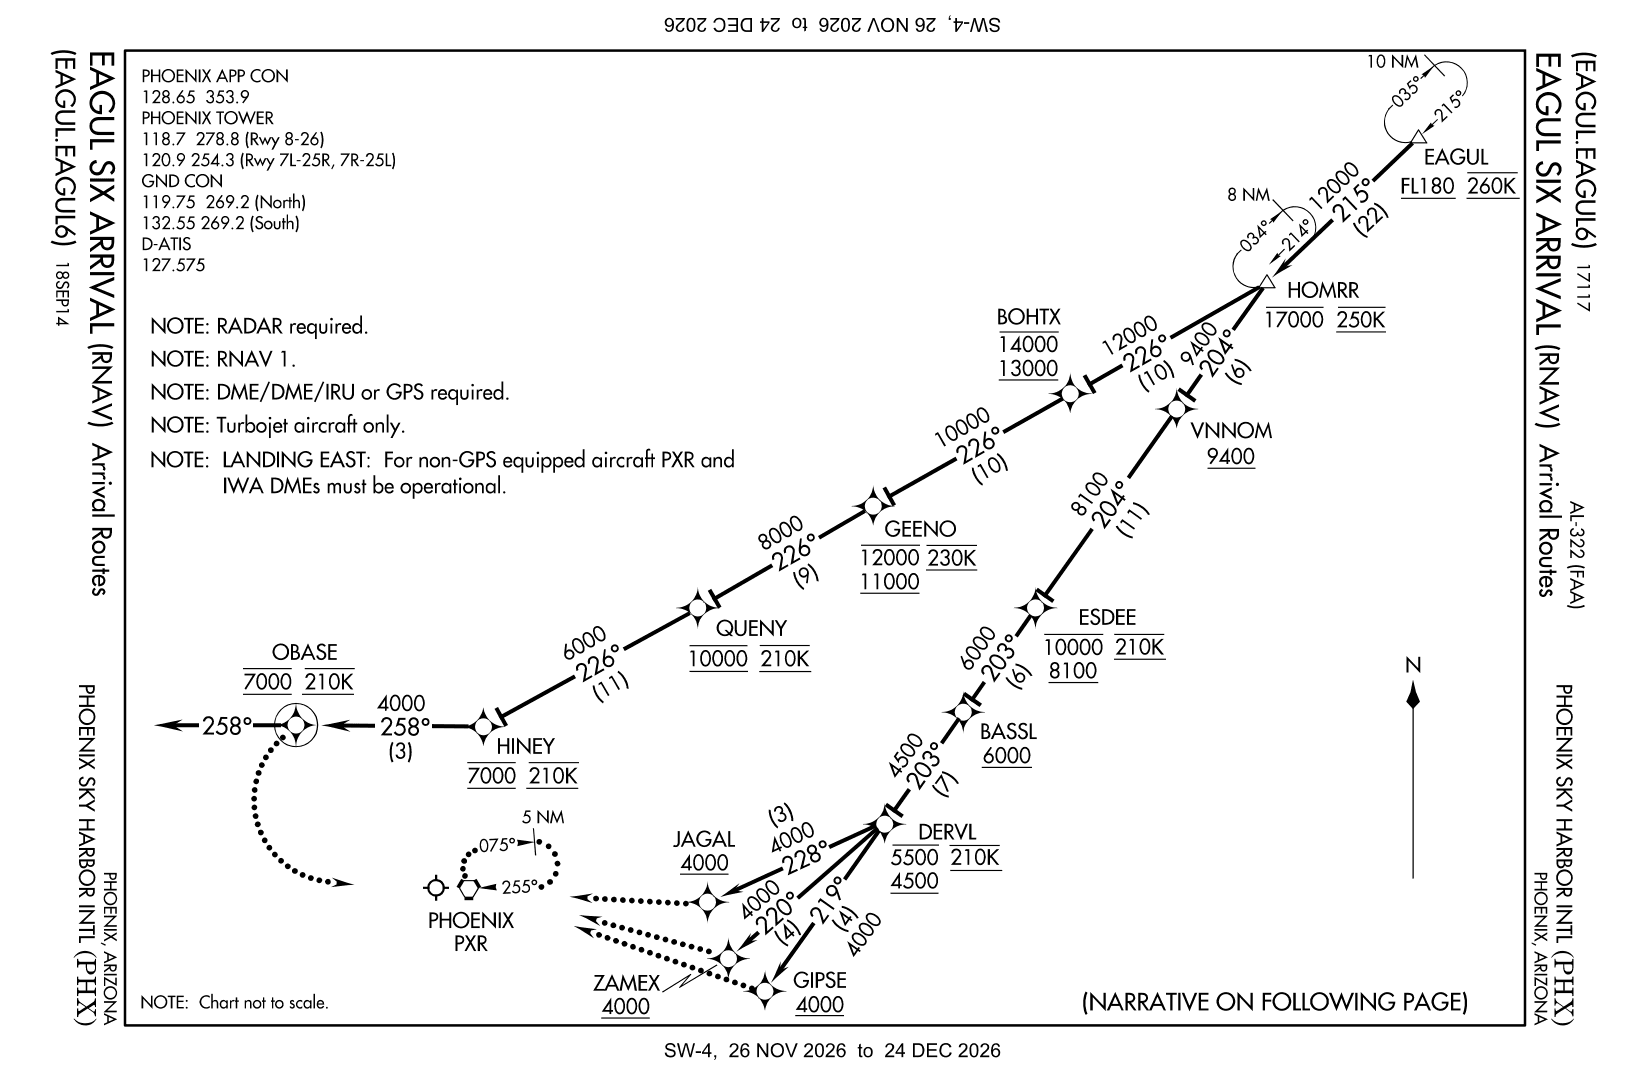 SW-4, 26 NOV 2026 to 24 DEC 2026
(EAGUL.EAGUL6) 18SEP14
EAGUL SIX ARRIVAL (RNAV) Arrival Routes
PHOENIX SKY HARBOR INTL (PHX)
PHOENIX, ARIZONA
(EAGUL.EAGUL6) 17117
EAGUL SIX ARRIVAL (RNAV) Arrival Routes
AL-322 (FAA)
PHOENIX SKY HARBOR INTL (PHX)
PHOENIX, ARIZONA
PHOENIX APP CON
128.65 353.9
PHOENIX TOWER
118.7 278.8 (Rwy 8-26)
120.9 254.3 (Rwy 7L-25R, 7R-25L)
GND CON
119.75 269.2 (North)
132.55 269.2 (South)
D-ATIS
127.575
NOTE: RADAR required.
NOTE: RNAV 1.
NOTE: DME/DME/IRU or GPS required.
NOTE: Turbojet aircraft only.
NOTE: LANDING EAST: For non-GPS equipped aircraft PXR and
IWA DMEs must be operational.
10 NM
035°
215°
EAGUL
FL180 260K
12000
215°
(22)
8 NM
034°
214°
HOMRR
17000 250K
12000
226°
(10)
9400
204°
(6)
BOHTX
14000
13000
VNNOM
9400
10000
226°
(10)
8100
204°
(11)
GEENO
12000 230K
11000
8000
226°
(9)
ESDEE
10000 210K
8100
QUENY
10000 210K
6000
203°
(6)
6000
226°
(11)
N
OBASE
7000 210K
258°
4000
258°
(3)
HINEY
7000 210K
BASSL
6000
4500
203°
(7)
DERVL
5500 210K
4500
(3)
4000
228°
JAGAL
4000
4000
220°
(4)
219°
(4)
4000
5 NM
075°
255°
PHOENIX
PXR
ZAMEX
4000
GIPSE
4000
NOTE: Chart not to scale.
(NARRATIVE ON FOLLOWING PAGE)
SW-4, 26 NOV 2026 to 24 DEC 2026